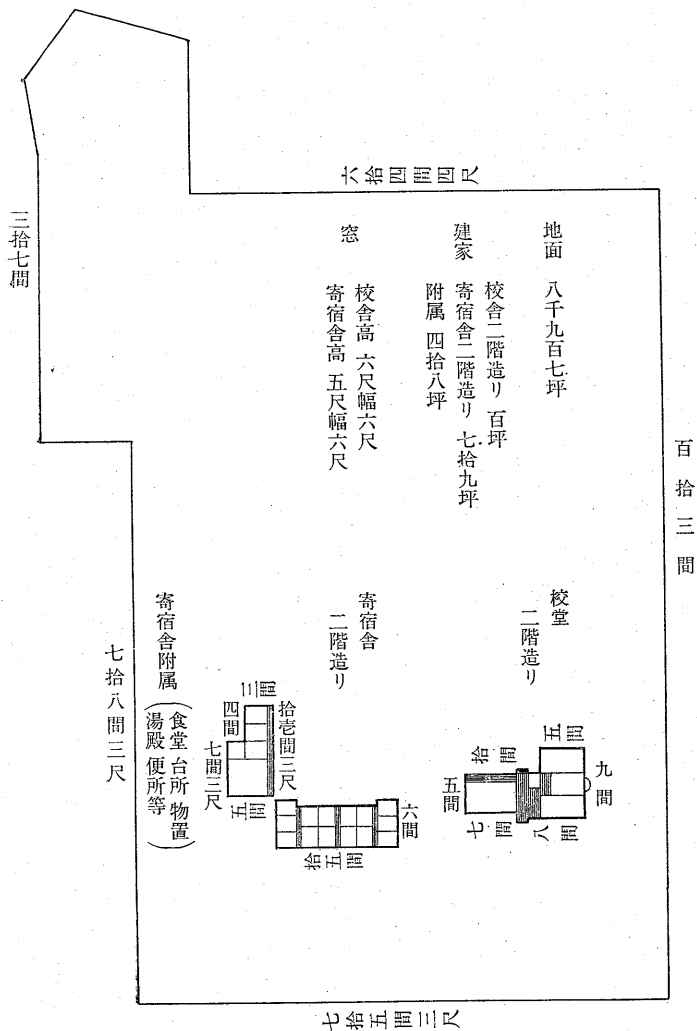 六拾四間四尺
百拾三間
地面 八千九百七坪
建家 校舎二階造リ 百坪
寄宿舎二階造リ 七拾九坪
附属 四拾八坪
窓 校舎高 六尺幅六尺
寄宿舎高 五尺幅六尺
三拾七間
校堂
二階造リ
九間
五間
拾間
五間
七間
八間
寄宿舎
二階造リ
六間
拾五間
拾壱間三尺
三間
四間
七間三尺
五間
寄宿舎附属(食堂 台所 物置
湯殿 便所等)
七拾八間三尺
七拾五間三尺